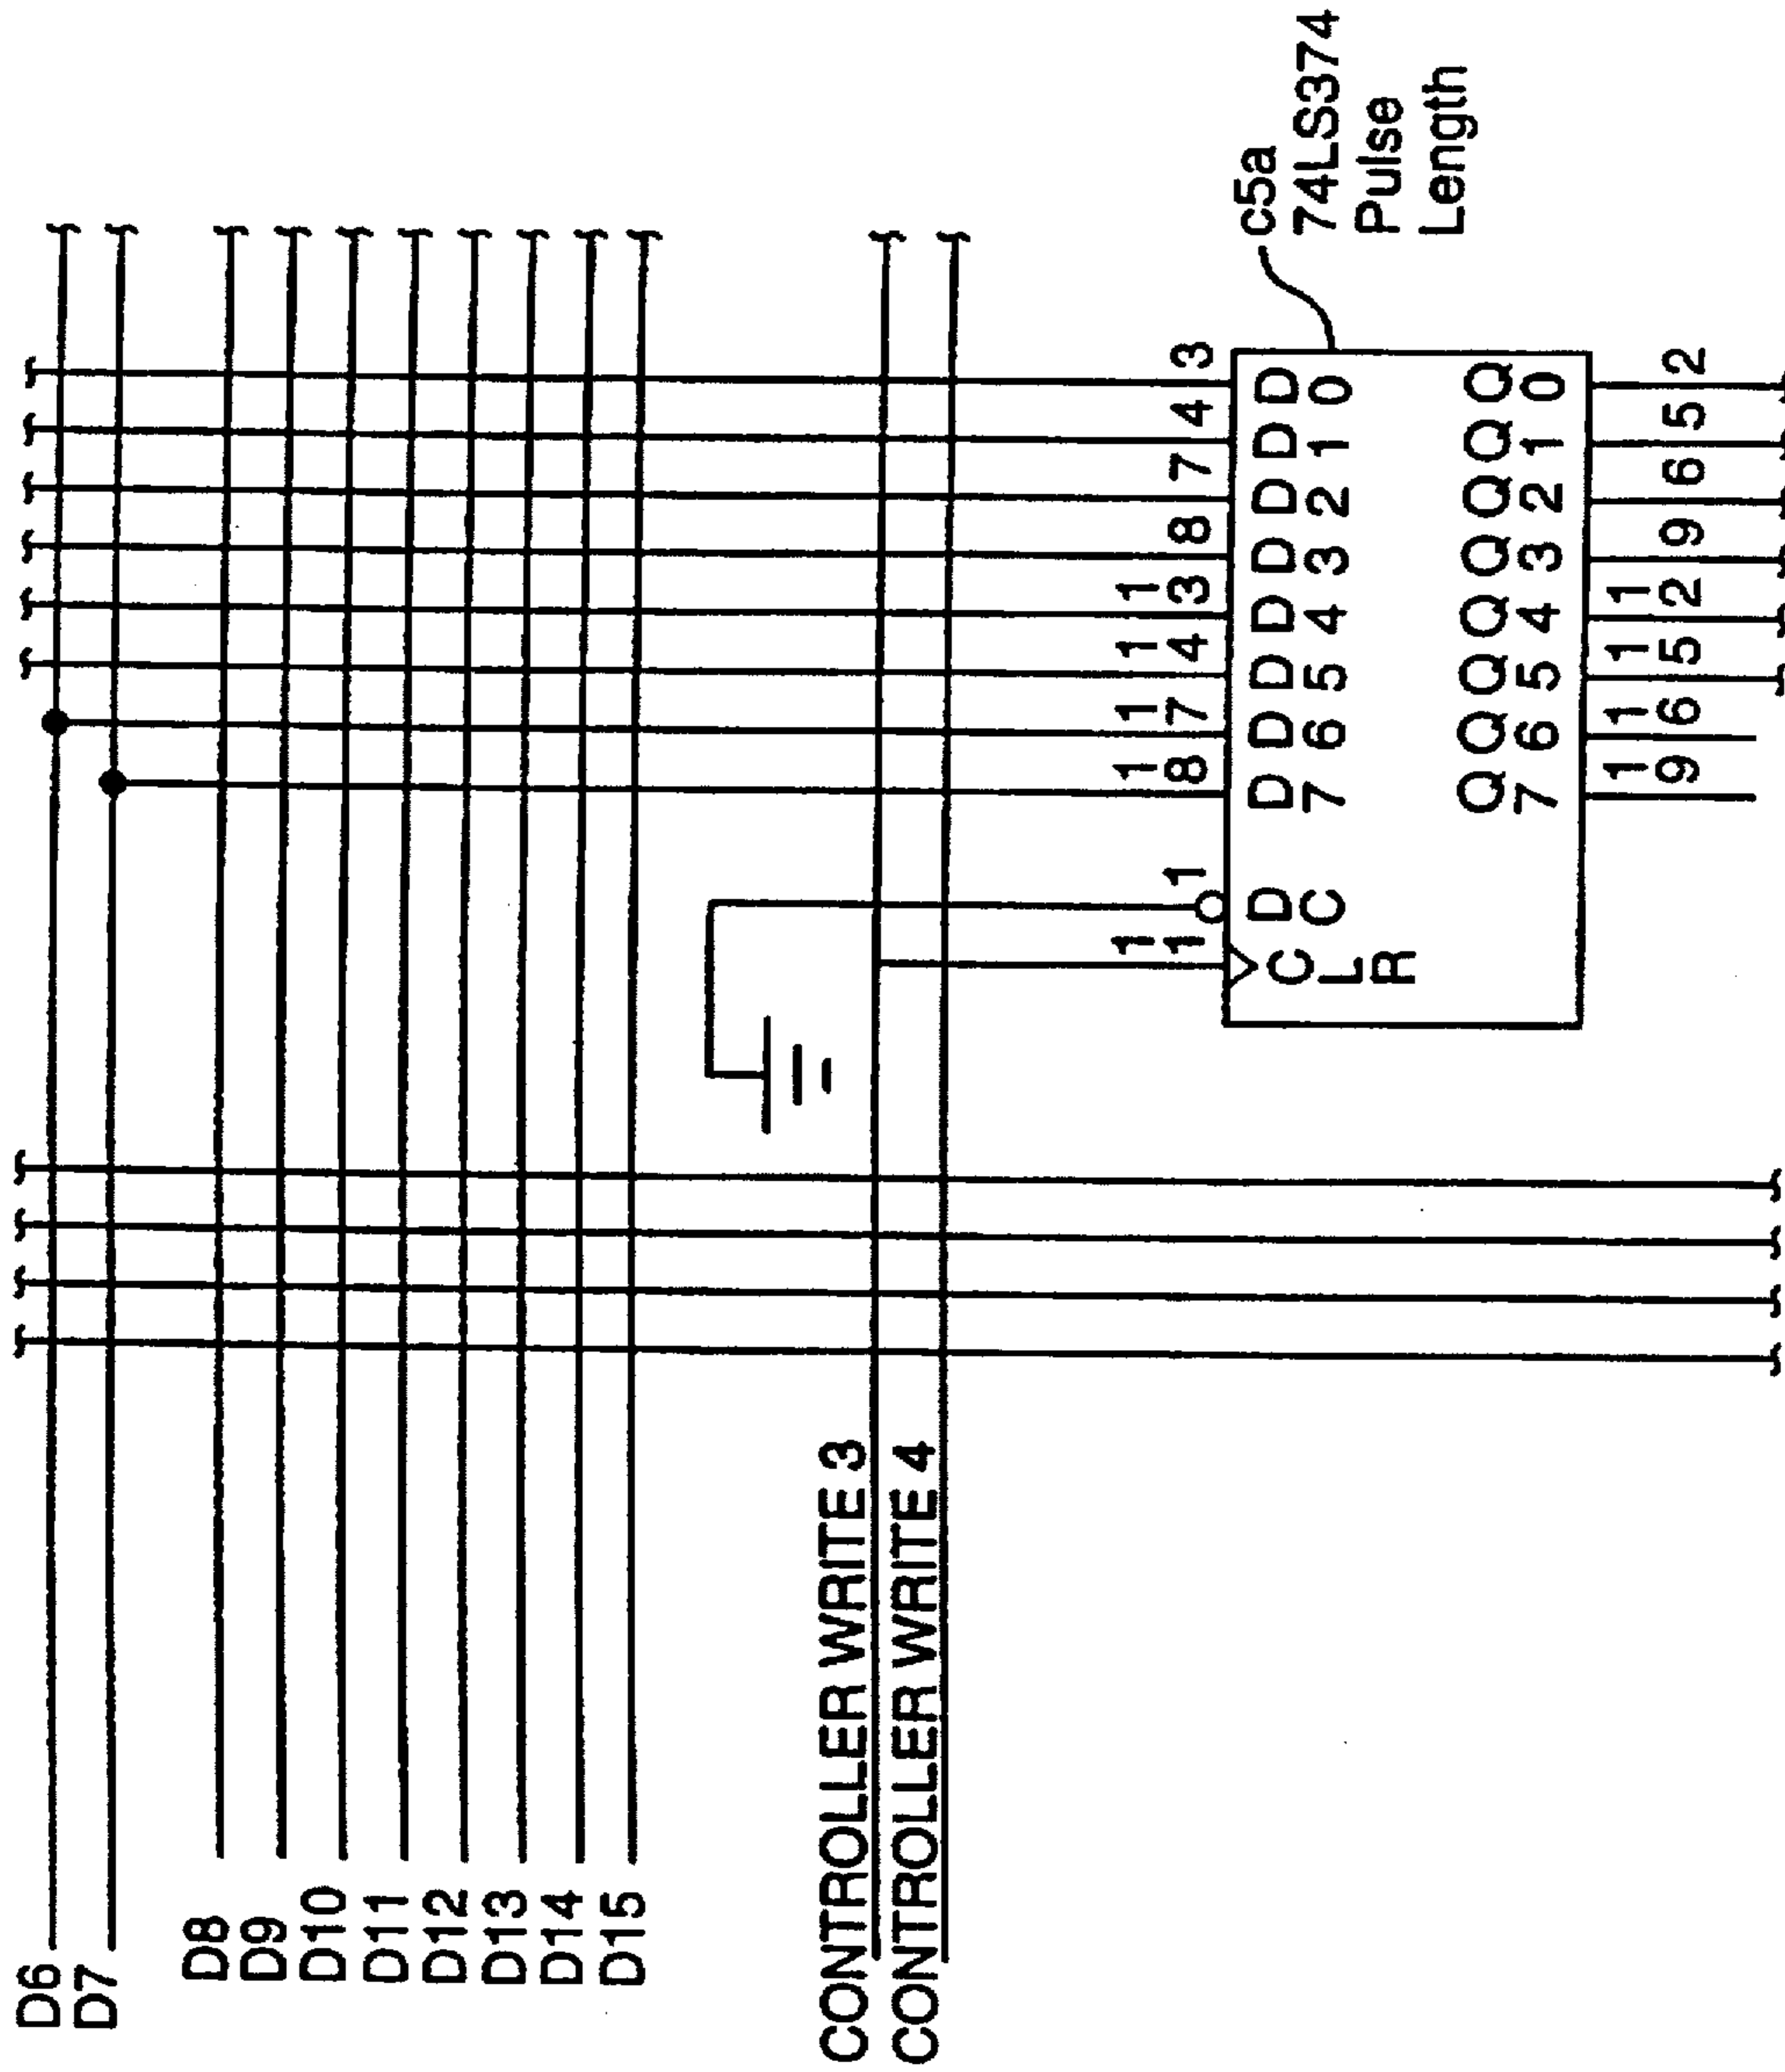 D6
D7
D8
D9
D10
D11
D12
D13
D14
D15
CONTROLLER WRITE 3
CONTROLLER WRITE 4
11 1 18 17 14 13 8 7 4 3
CLR DC D7 D6 D5 D4 D3 D2 D1 D0
Q7 Q6 Q5 Q4 Q3 Q2 Q1 Q0
19 16 15 12 9 6 5 2
c5a
74LS374
Pulse
Length